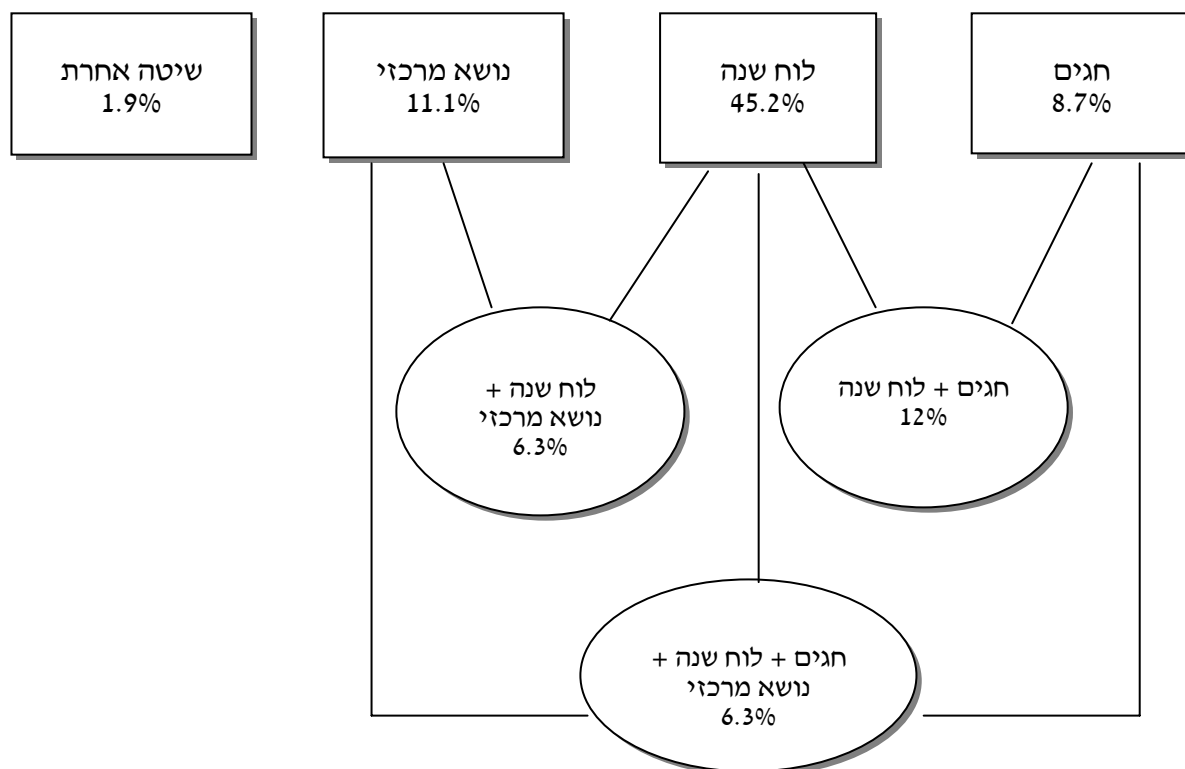 חגים
8.7%
לוח שנה
45.2%
נושא מרכזי
11.1%
שיטה אחרת
1.9%
חגים + לוח שנה
12%
לוח שנה +
נושא מרכזי
6.3%
חגים + לוח שנה +
נושא מרכזי
6.3%